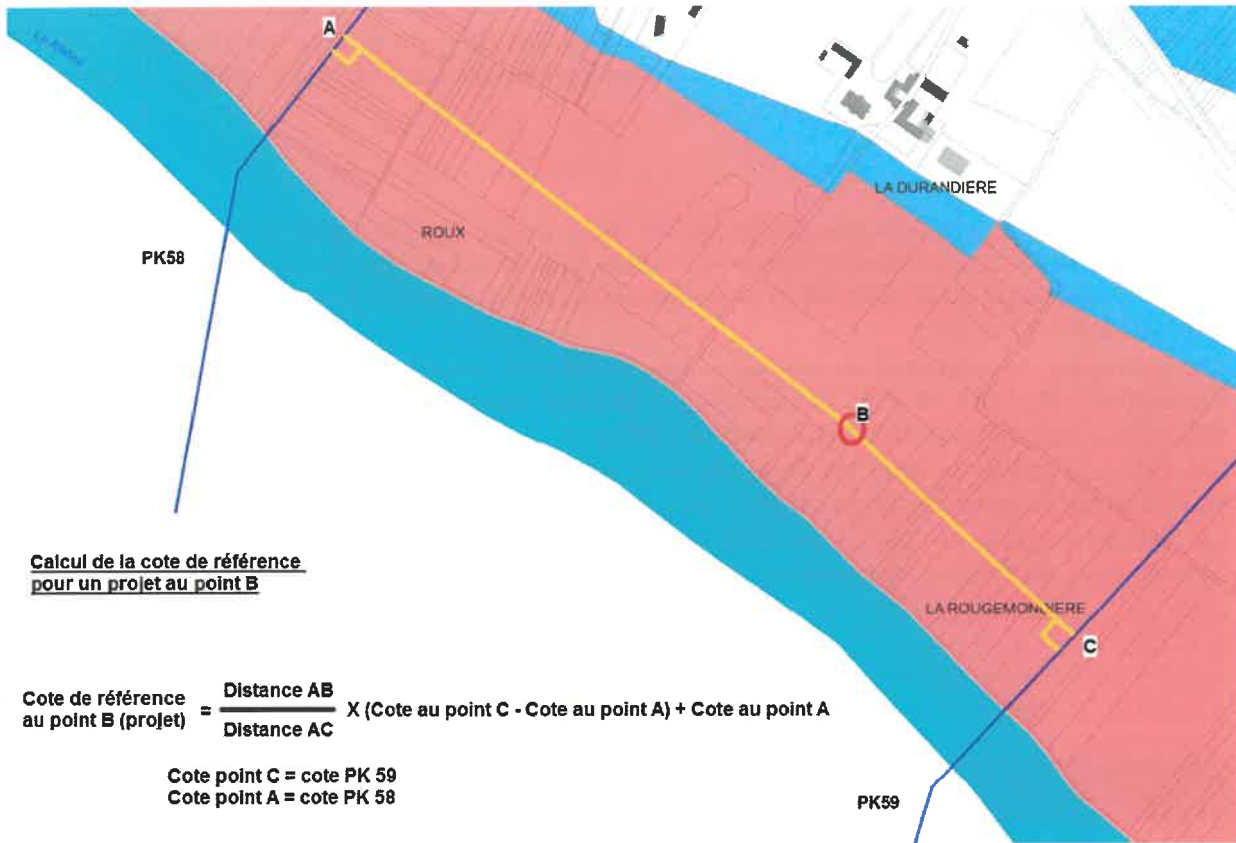 A
LA DURANDIERE
ROUX
PK58
B
Calcul de la cote de référence
pour un projet au point B
LA ROUGEMONDIERE
C
Cote de référence
au point B (projet) = Distance AB
Distance AC
X (Cote au point C - Cote au point A) + Cote au point A
Cote point C = cote PK 59
Cote point A = cote PK 58
PK59